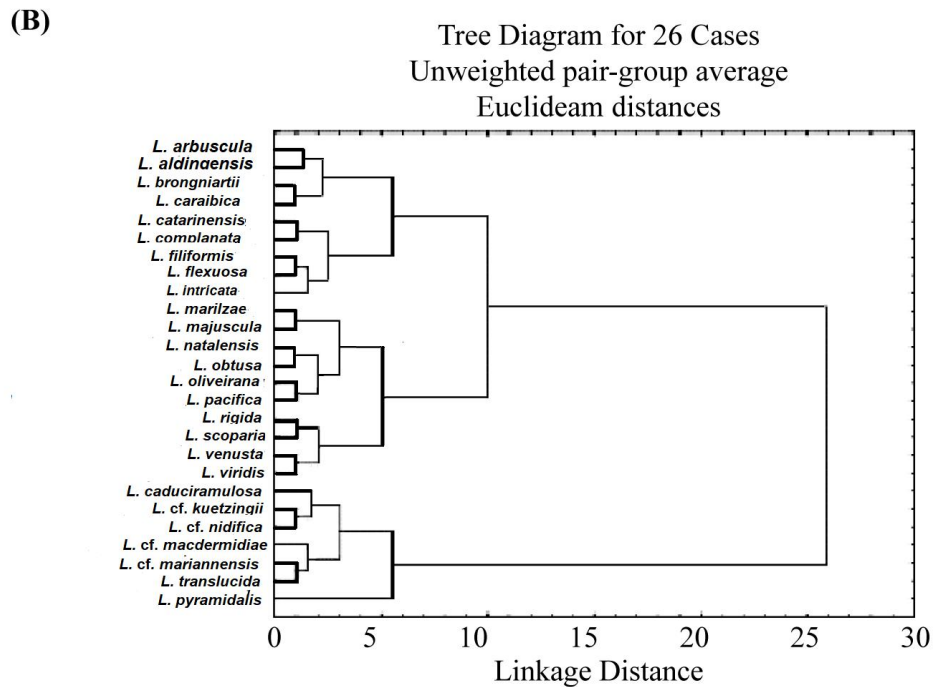 (B)
Tree Diagram for 26 Cases
Unweighted pair-group average
Euclideam distances
L. arbuscula
L. aldingensis
L. brongniartii
L. caraibica
L. catarinensis
L. complanata
L. filiformis
L. flexuosa
L. intricata
L. marilzae
L. majuscula
L. natalensis
L. obtusa
L. oliveirana
L. pacifica
L. rigida
L. scoparia
L. venusta
L. viridis
L. caduciramulosa
L. cf. kuetzingii
L. cf. nidifica
L. cf. macdermidiae
L. cf. mariannensis
L. translucida
L. pyramidalis
0 5 10 15 20 25 30
Linkage Distance